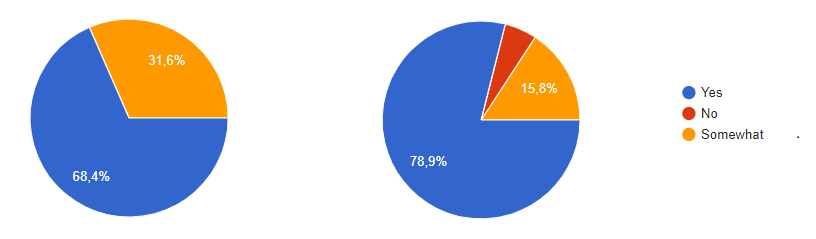 31,6%
68,4%
15,8%
78,9%
Yes
No
Somewhat .